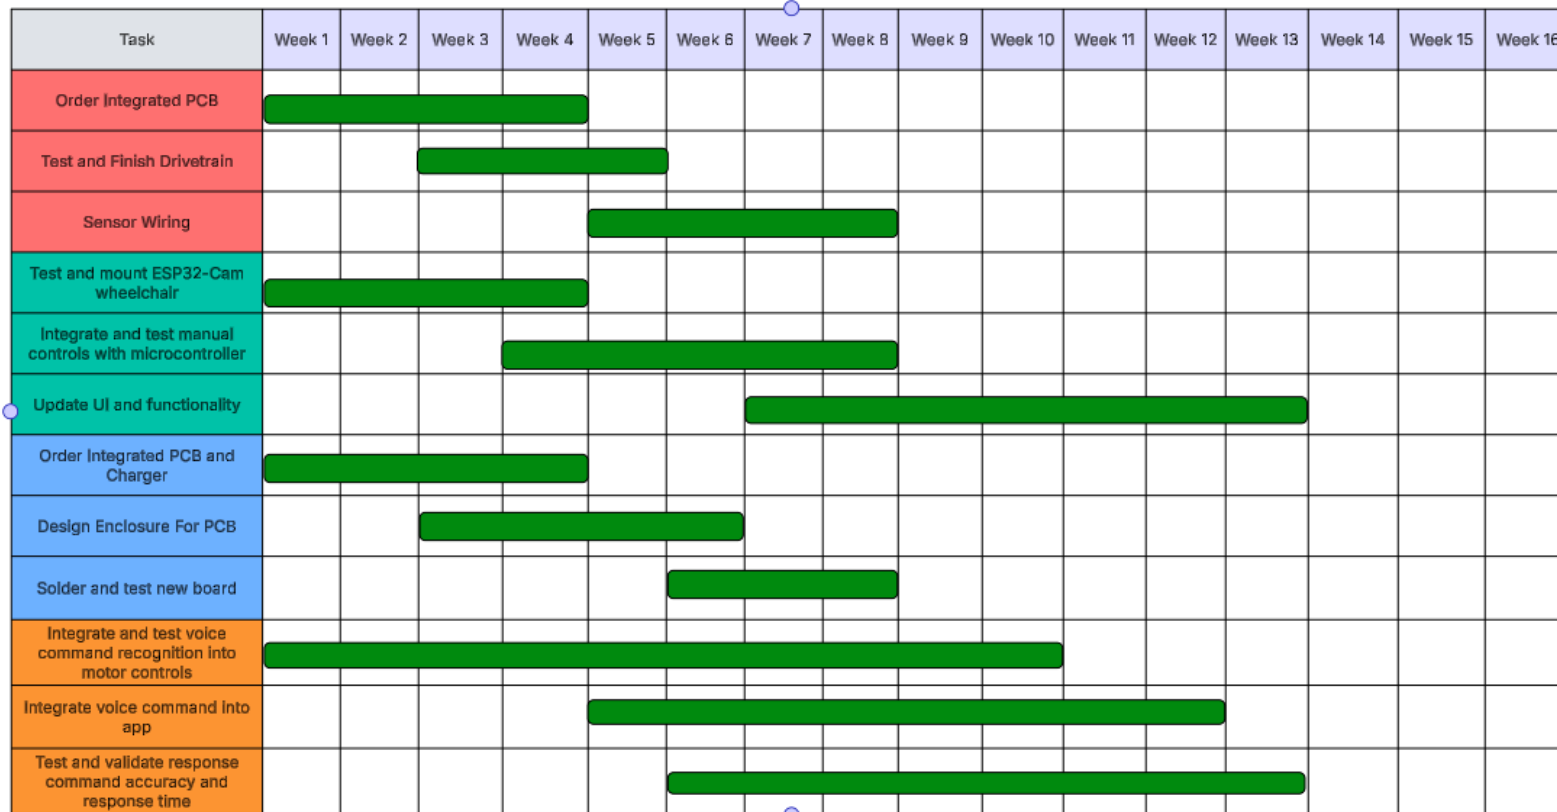 Task
Week 1
Week 2
Week 3
Week 4
Week 5
Week 6
Week 7
Week 8
Week 9
Week 10
Week 11
Week 12
Week 13
Week 14
Week 15
Week 16
Order Integrated PCB
Test and Finish Drivetrain
Sensor Wiring
Test and mount ESP32-Cam
wheelchair
Integrate and test manual
controls with microcontroller
Update UI and functionality
Order Integrated PCB and
Charger
Design Enclosure For PCB
Solder and test new board
Integrate and test voice
command recognition into
motor controls
Integrate voice command into
app
Test and validate response
command accuracy and
response time